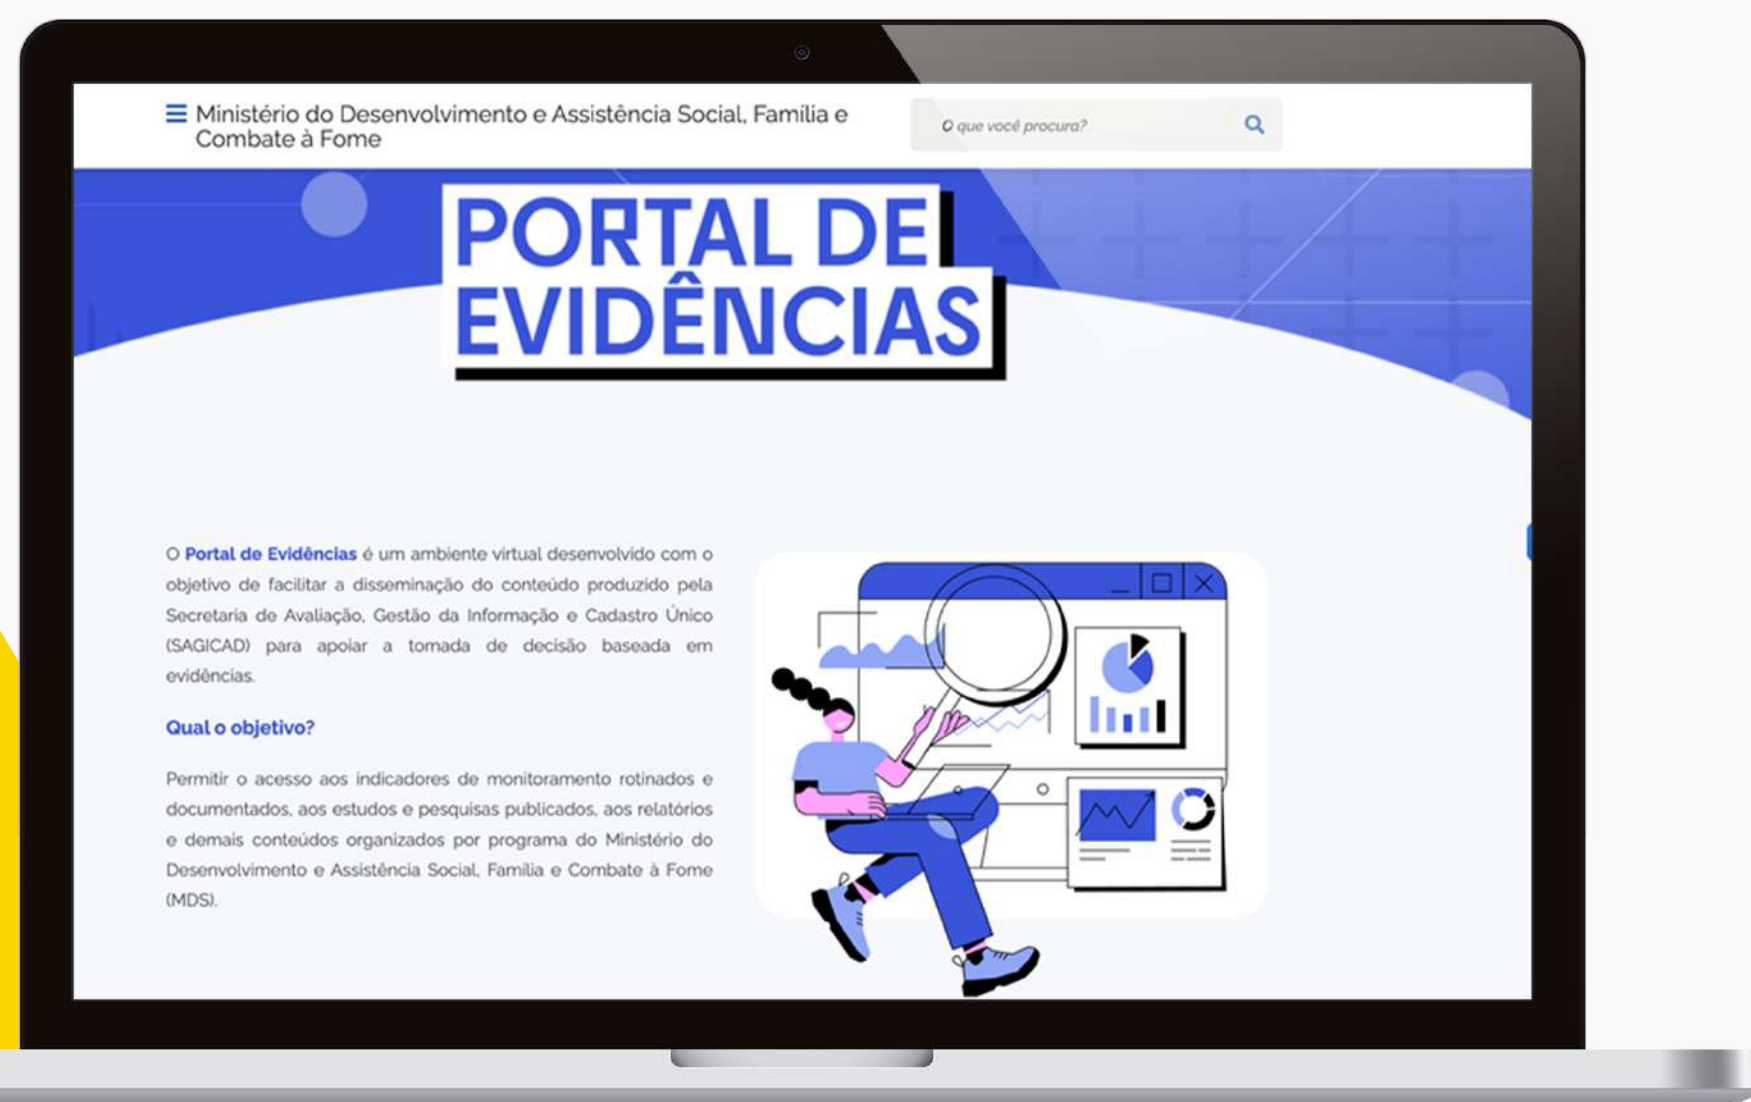 Ministério do Desenvolvimento e Assistência Social, Família e
Combate à Fome
O que você procura?
PORTAL DE
EVIDÊNCIAS
O Portal de Evidências é um ambiente virtual desenvolvido com o
objetivo de facilitar a disseminação do conteúdo produzido pela
Secretaria de Avaliação, Gestão da Informação e Cadastro Único
(SAGICAD) para apoiar a tomada de decisão baseada em
evidências.
Qual o objetivo?
Permitir o acesso aos indicadores de monitoramento rotinados e
documentados, aos estudos e pesquisas publicados, aos relatórios
e demais conteúdos organizados por programa do Ministério do
Desenvolvimento e Assistência Social, Família e Combate à Fome
(MDS).